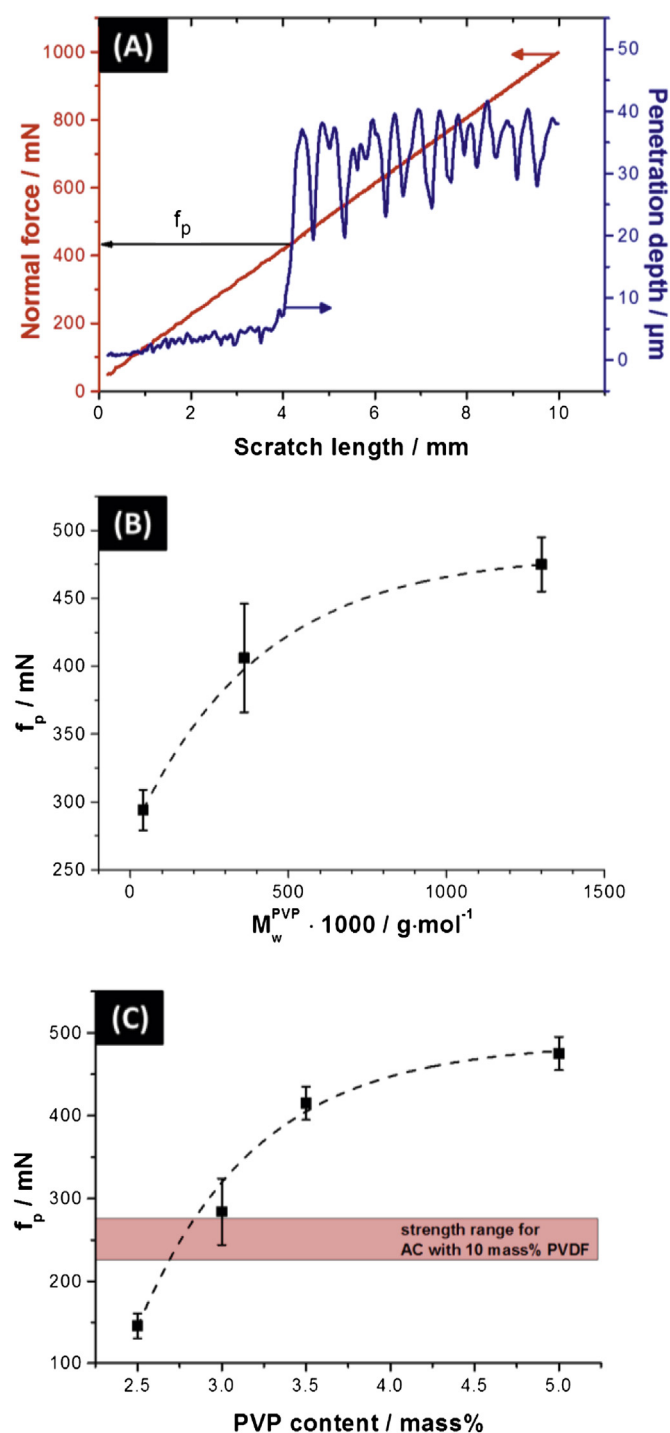 (A)
1000
800
600
400
200
0
Normal force / mN
f_p
50
40
30
20
10
0
Penetration depth / µm
0 2 4 6 8 10
Scratch length / mm
(B)
500
450
400
350
300
250
f_p / mN
0 500 1000 1500
M_w^PVP · 1000 / g·mol^-1
(C)
500
400
300
200
100
f_p / mN
strength range for
AC with 10 mass% PVDF
2.5 3.0 3.5 4.0 4.5 5.0
PVP content / mass%